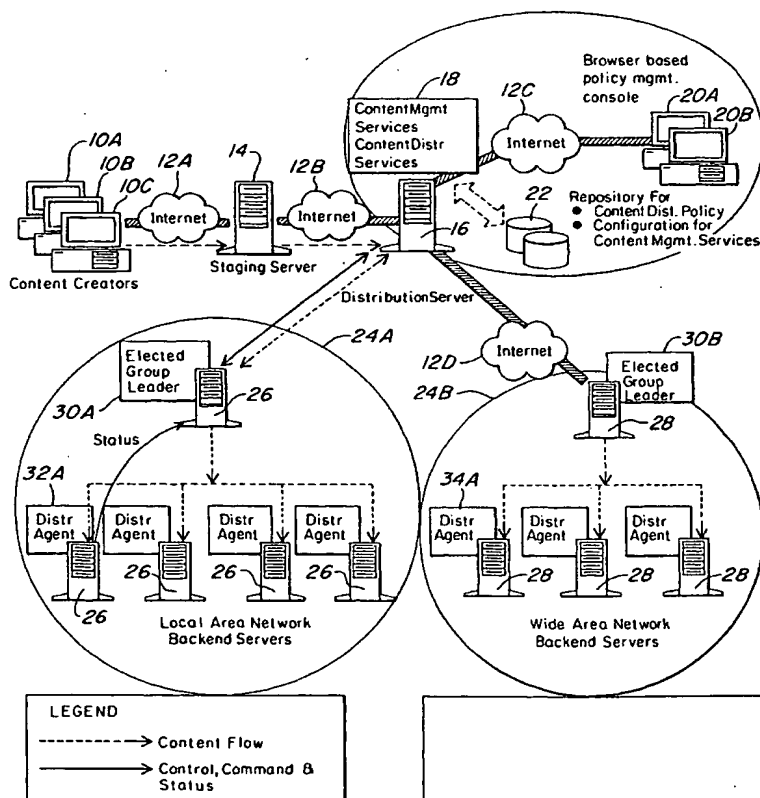 18
ContentMgmt
Services
ContentDistr
Services
12C
Internet
Browser based
policy mgmt.
console
20A
20B
10A
10B
10C
12A
Internet
14
12B
Internet
16
22
Repository For
● Content Dist. Policy
● Configuration for
Content Mgmt. Services
Content Creators
Staging Server
Distribution Server
24A
12D
Internet
30B
Elected
Group
Leader
24B
28
Elected
Group
Leader
30A
26
Status
32A
Distr
Agent
Distr
Agent
Distr
Agent
Distr
Agent
26
26
26
26
Local Area Network
Backend Servers
34A
Distr
Agent
Distr
Agent
Distr
Agent
28
28
28
Wide Area Network
Backend Servers
LEGEND
Content Flow
Control, Command &
Status